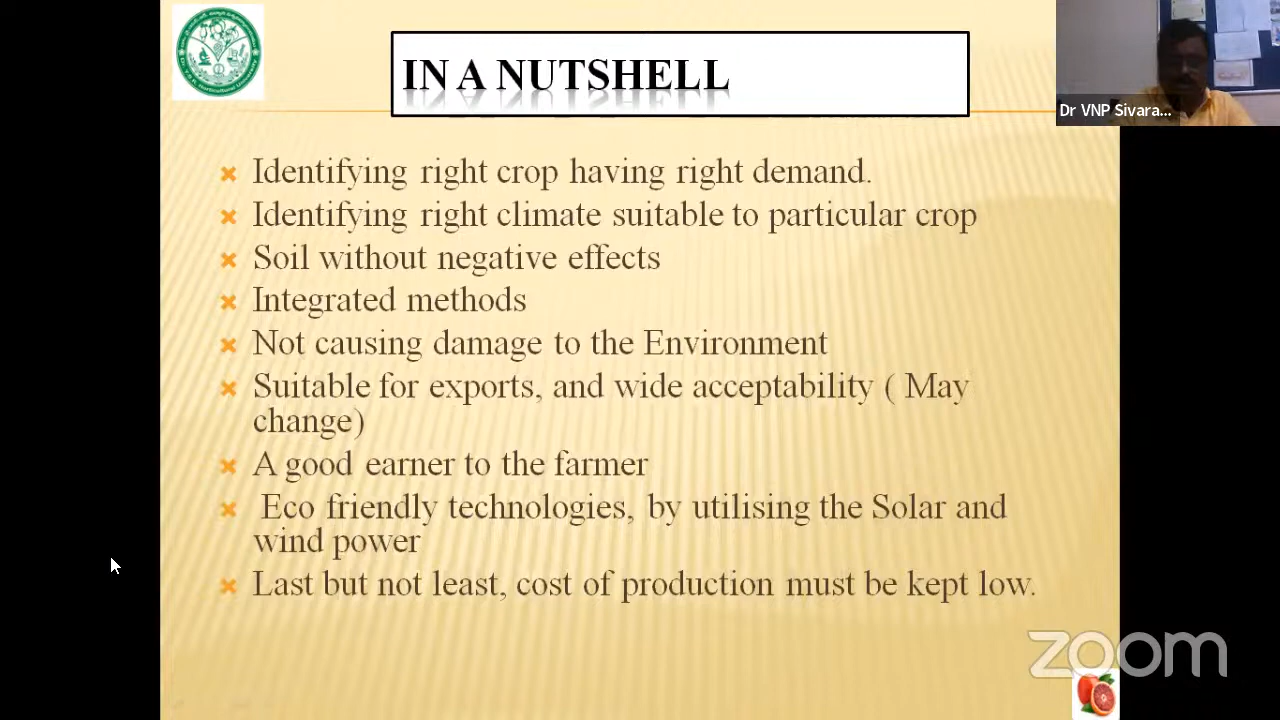 IN A NUTSHELL
Dr VNP Sivara...
Identifying right crop having right demand.
Identifying right climate suitable to particular crop
Soil without negative effects
Integrated methods
Not causing damage to the Environment
Suitable for exports, and wide acceptability ( May
change)
A good earner to the farmer
Eco friendly technologies, by utilising the Solar and
wind power
Last but not least, cost of production must be kept low.
zoom